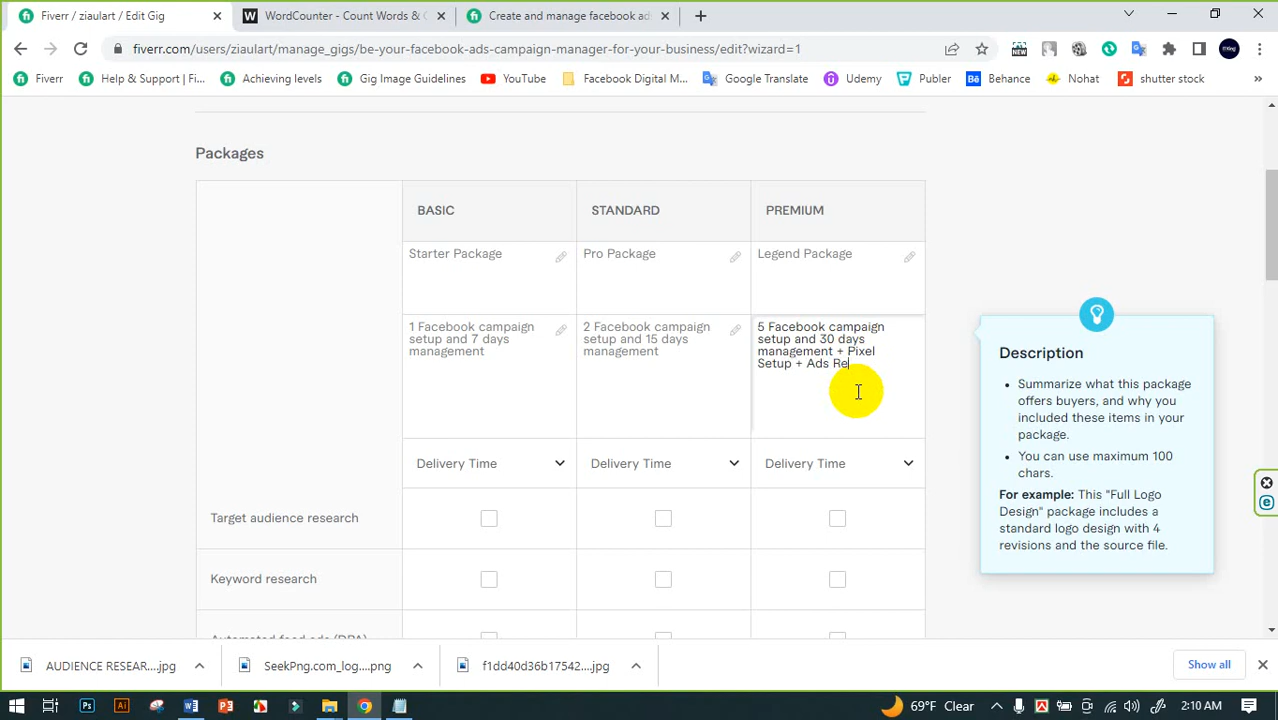 Fiverr / ziaulart / Edit Gig
WordCounter - Count Words & C
Create and manage facebook ads
fiverr.com/users/ziaulart/manage_gigs/be-your-facebook-ads-campaign-manager-for-your-business/edit?wizard=1
Fiverr
Help & Support | Fi...
Achieving levels
Gig Image Guidelines
YouTube
Facebook Digital M...
Google Translate
Udemy
Publer
Behance
Nohat
shutter stock
»
Packages
BASIC
STANDARD
PREMIUM
Starter Package
Pro Package
Legend Package
1 Facebook campaign
setup and 7 days
management
2 Facebook campaign
setup and 15 days
management
5 Facebook campaign
setup and 30 days
management + Pixel
Setup + Ads Re
Delivery Time
Delivery Time
Delivery Time
Target audience research
Keyword research
Automated feed ads (DPA)
Description
• Summarize what this package
offers buyers, and why you
included these items in your
package.
• You can use maximum 100
chars.
For example: This "Full Logo
Design" package includes a
standard logo design with 4
revisions and the source file.
AUDIENCE RESEAR....jpg
SeekPng.com_log....png
f1dd40d36b17542....jpg
Show all
69°F Clear
2:10 AM